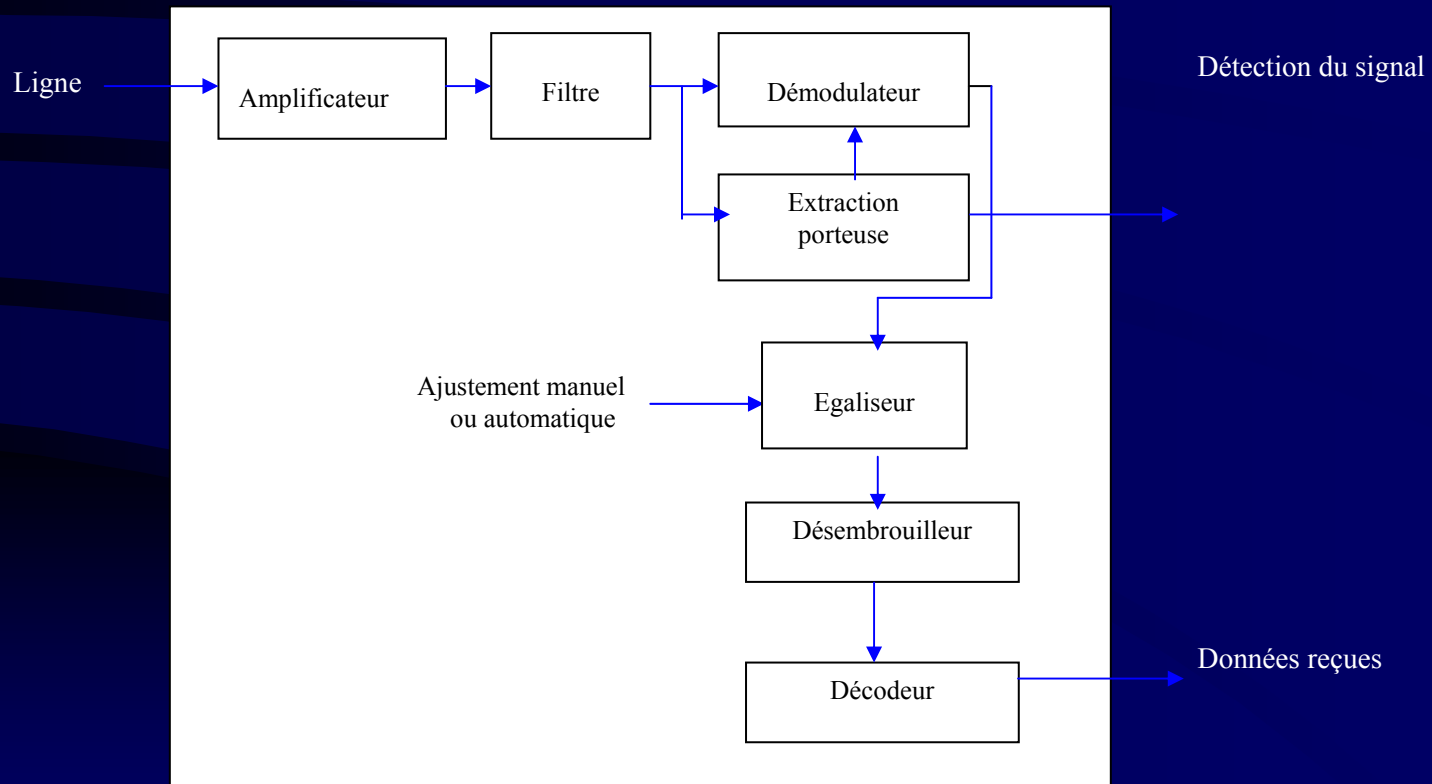 Ligne
Amplificateur
Filtre
Démodulateur
Détection du signal
Extraction
porteuse
Ajustement manuel
ou automatique
Egaliseur
Désembrouilleur
Décodeur
Données reçues